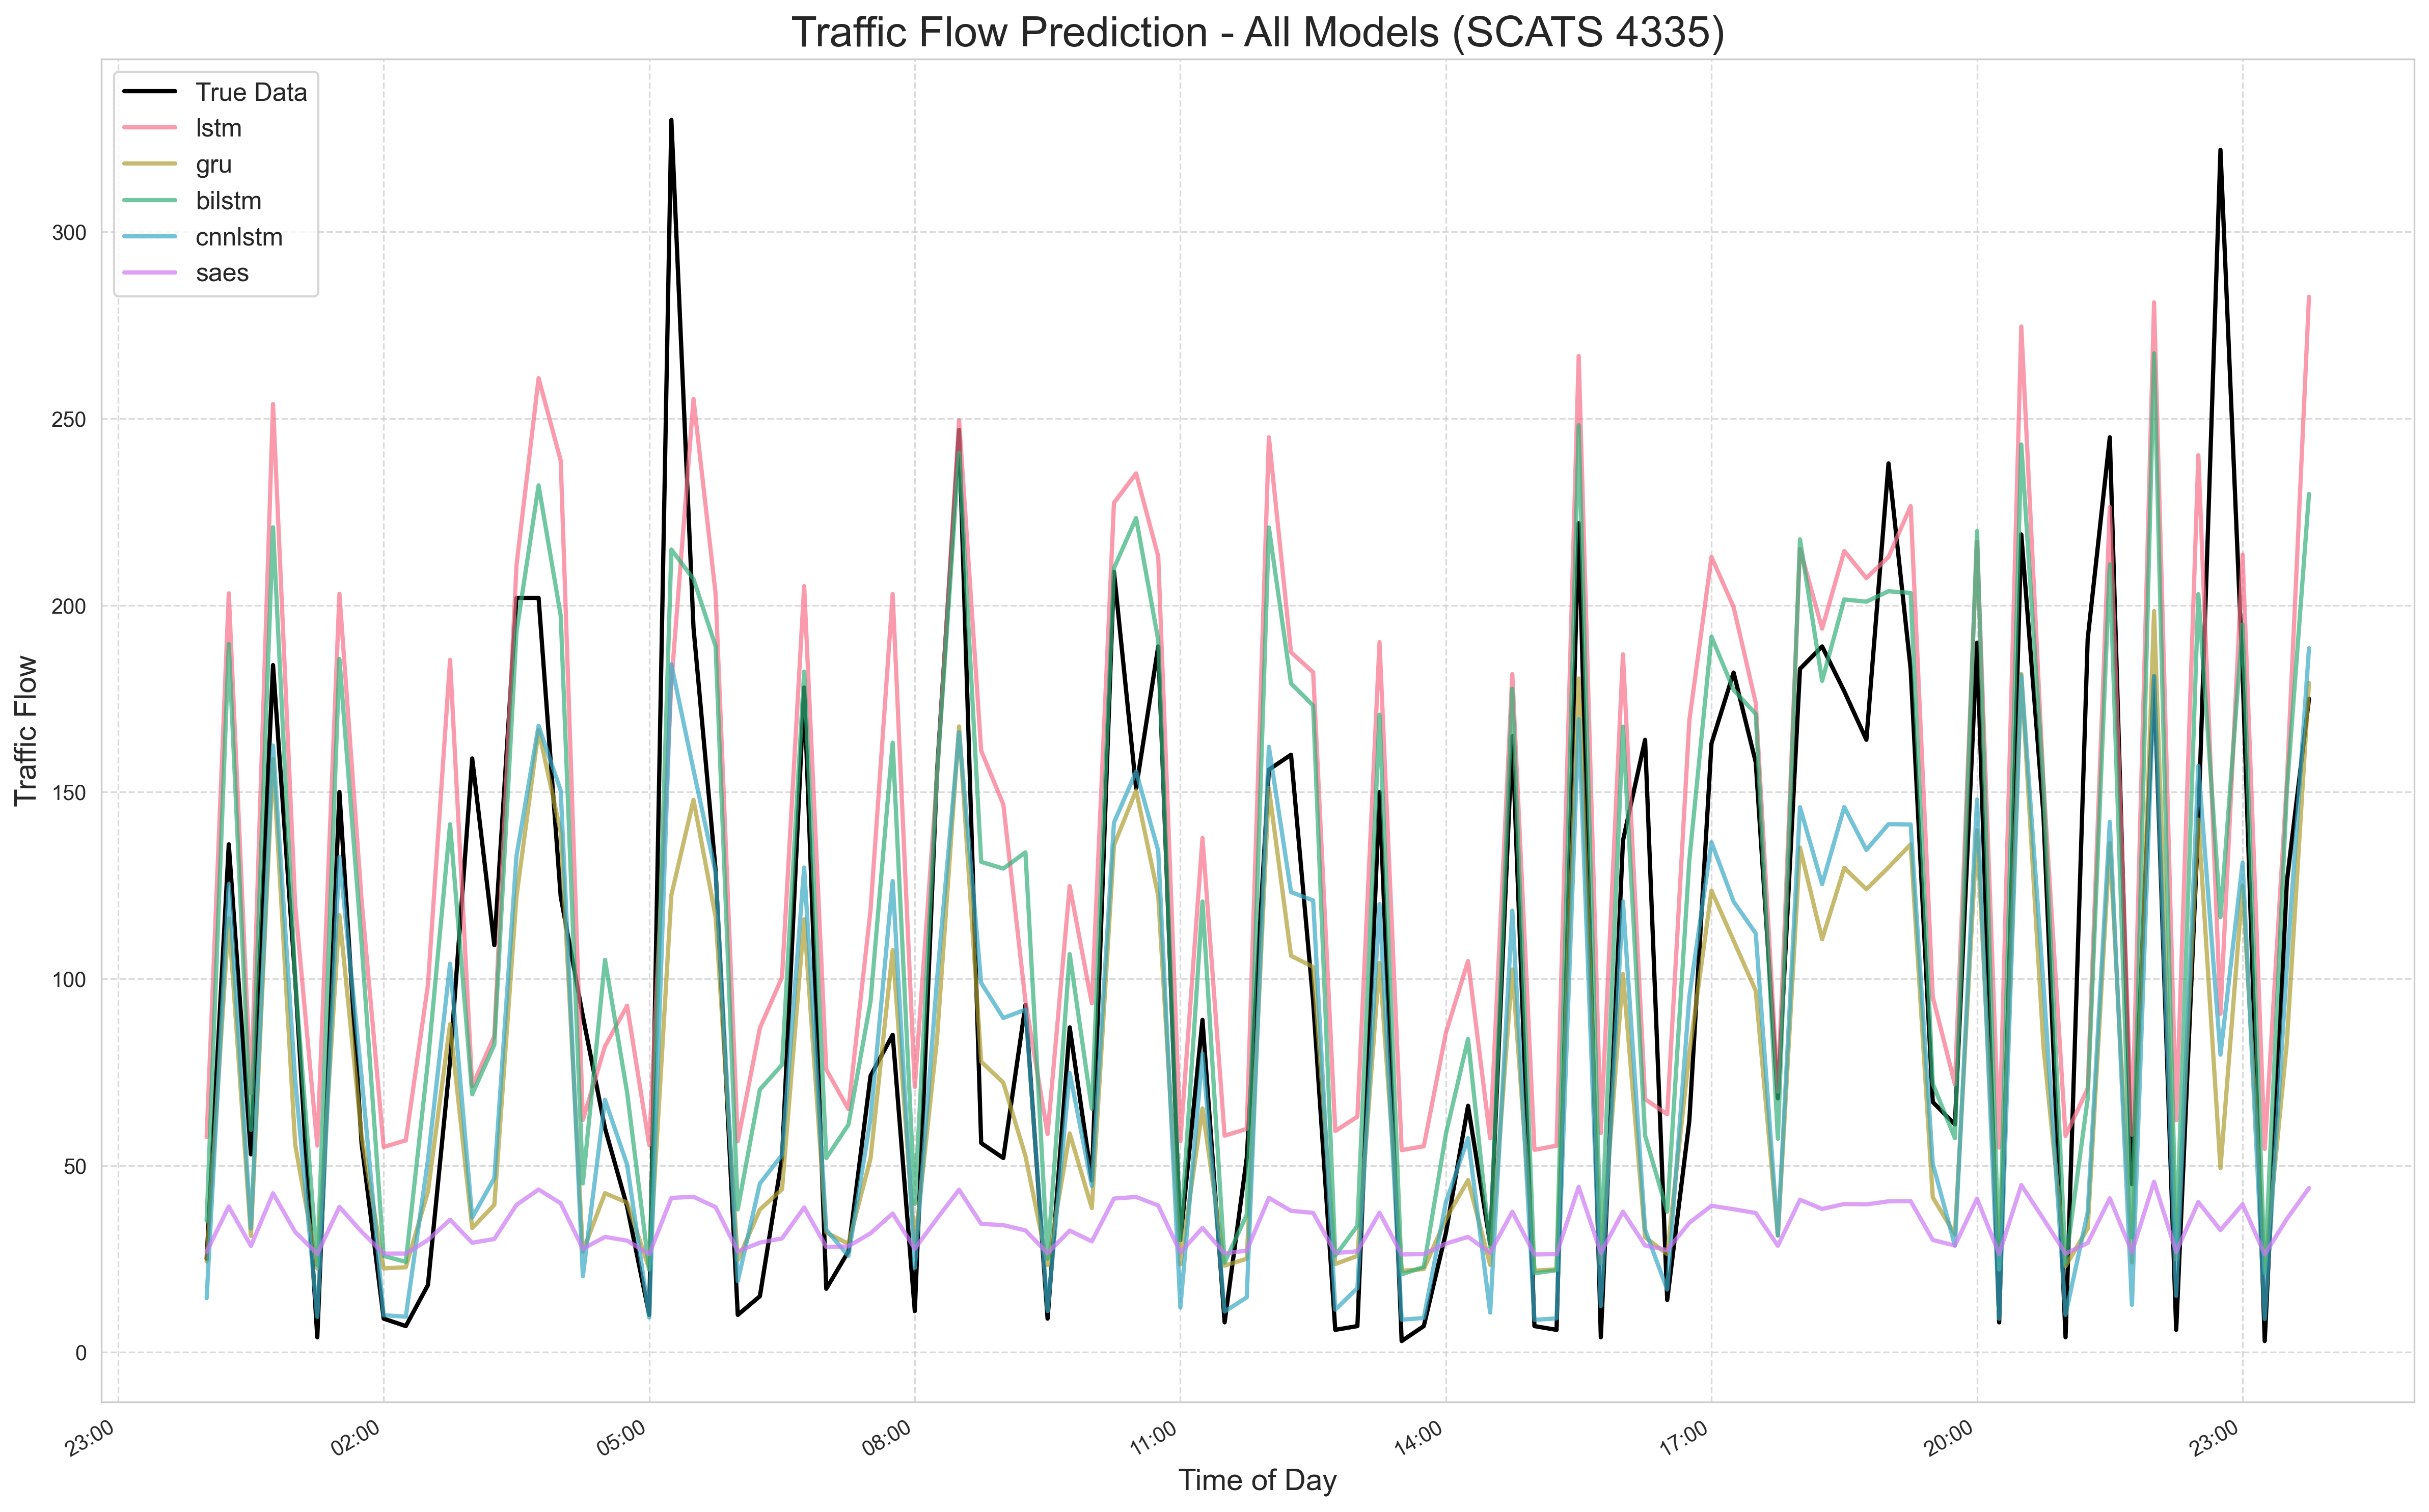 Traffic Flow Prediction - All Models (SCATS 4335)
True Data
lstm
gru
bilstm
cnnlstm
saes
Traffic Flow
300
250
200
150
100
50
0
23:00
02:00
05:00
08:00
11:00
14:00
17:00
20:00
23:00
Time of Day